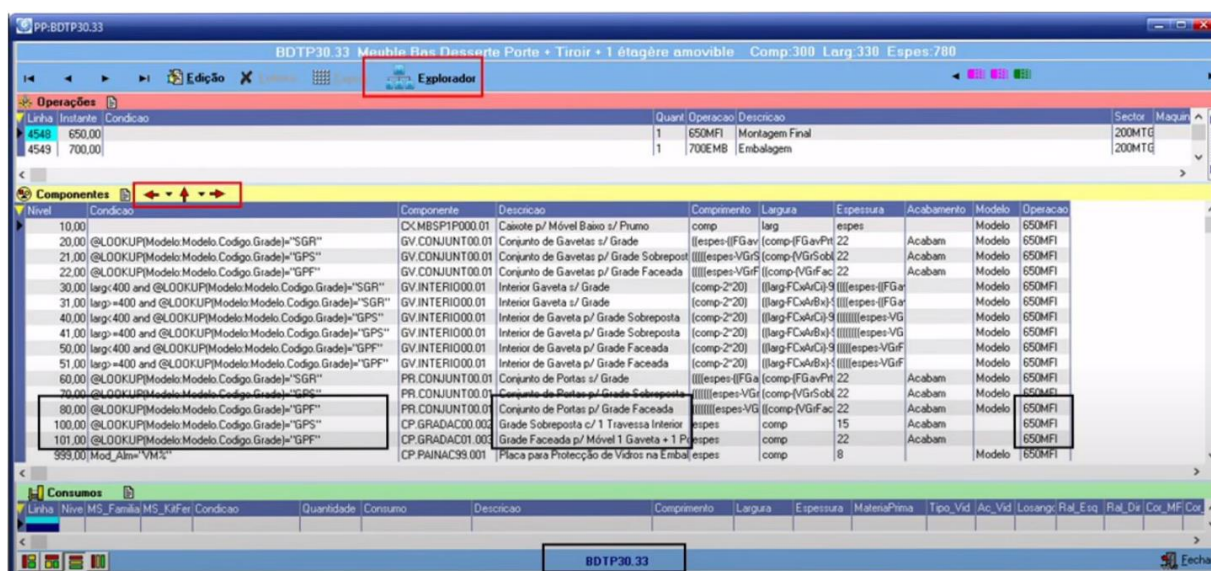 PP:BDTP30.33
BDTP30.33 Meuble Bas Desserte Porte + Tiroir + 1 étagère amovible Comp:300 Larg:330 Espes:780
Edição Explorador
Operações
Linha Instante Condicao Quant Operacao Descricao Sector Maquin
4548 650,00 1 650MFI Montagem Final 200MTG
4549 700,00 1 700EMB Embalagem 200MTG
Componentes
Nivel Condicao Componente Descricao Comprimento Largura Espessura Acabamento Modelo Operacao
10,00 CX.MBSP1P000.01 Caixote p/ Móvel Baixo s/ Prumo comp larg espes Modelo 650MFI
20,00 @LOOKUP(Modelo:Modelo.Codigo.Grade)="SGR" GV.CONJUNT00.01 Conjunto de Gavetas s/ Grade ((espes-((FGav (comp-(FGavPrt 22 Acabam Modelo 650MFI
21,00 @LOOKUP(Modelo:Modelo.Codigo.Grade)="GPS" GV.CONJUNT00.01 Conjunto de Gavetas p/ Grade Sobrepost 22 Acabam Modelo 650MFI
22,00 @LOOKUP(Modelo:Modelo.Codigo.Grade)="GPF" GV.CONJUNT00.01 Conjunto de Gavetas p/ Grade Faceada 22 Acabam Modelo 650MFI
30,00 larg<400 and @LOOKUP(Modelo:Modelo.Codigo.Grade)="SGR" GV.INTERIO00.01 Interior Gaveta s/ Grade (comp-2*20) Modelo 650MFI
31,00 larg>=400 and @LOOKUP(Modelo:Modelo.Codigo.Grade)="SGR" GV.INTERIO00.01 Interior Gaveta s/ Grade (comp-2*20) Modelo 650MFI
40,00 larg<400 and @LOOKUP(Modelo:Modelo.Codigo.Grade)="GPS" GV.INTERIO00.01 Interior de Gaveta p/ Grade Sobreposta (comp-2*20) Modelo 650MFI
41,00 larg>=400 and @LOOKUP(Modelo:Modelo.Codigo.Grade)="GPS" GV.INTERIO00.01 Interior de Gaveta p/ Grade Sobreposta (comp-2*20) Modelo 650MFI
50,00 larg<400 and @LOOKUP(Modelo:Modelo.Codigo.Grade)="GPF" GV.INTERIO00.01 Interior de Gaveta p/ Grade Faceada (comp-2*20) Modelo 650MFI
51,00 larg>=400 and @LOOKUP(Modelo:Modelo.Codigo.Grade)="GPF" GV.INTERIO00.01 Interior de Gaveta p/ Grade Faceada (comp-2*20) Modelo 650MFI
60,00 @LOOKUP(Modelo:Modelo.Codigo.Grade)="SGR" PR.CONJUNT00.01 Conjunto de Portas s/ Grade 22 Acabam Modelo 650MFI
70,00 @LOOKUP(Modelo:Modelo.Codigo.Grade)="GPS" PR.CONJUNT00.01 Conjunto de Portas p/ Grade Sobreposta 22 Acabam Modelo 650MFI
80,00 @LOOKUP(Modelo:Modelo.Codigo.Grade)="GPF" PR.CONJUNT00.01 Conjunto de Portas p/ Grade Faceada 22 Acabam Modelo 650MFI
100,00 @LOOKUP(Modelo:Modelo.Codigo.Grade)="GPS" CP.GRADAC00.002 Grade Sobreposta c/ 1 Travessa Interior espes comp 15 Acabam 650MFI
101,00 @LOOKUP(Modelo:Modelo.Codigo.Grade)="GPF" CP.GRADAC01.003 Grade Faceada p/ Móvel 1 Gaveta + 1 Po espes comp 22 Acabam 650MFI
999,00 Mod_Alm="VM%" CP.PAINAC99.001 Placa para Protecção de Vidros na Embal espes comp 8 Modelo 650MFI
Consumos
Linha Nive MS_Familia MS_KitFer Condicao Quantidade Consumo Descricao Comprimento Largura Espessura MateriaPrima Tipo_Vid Ac_Vid Losango Ral_Esq Ral_Dir Cor_MF Cor_
BDTP30.33 Fechar